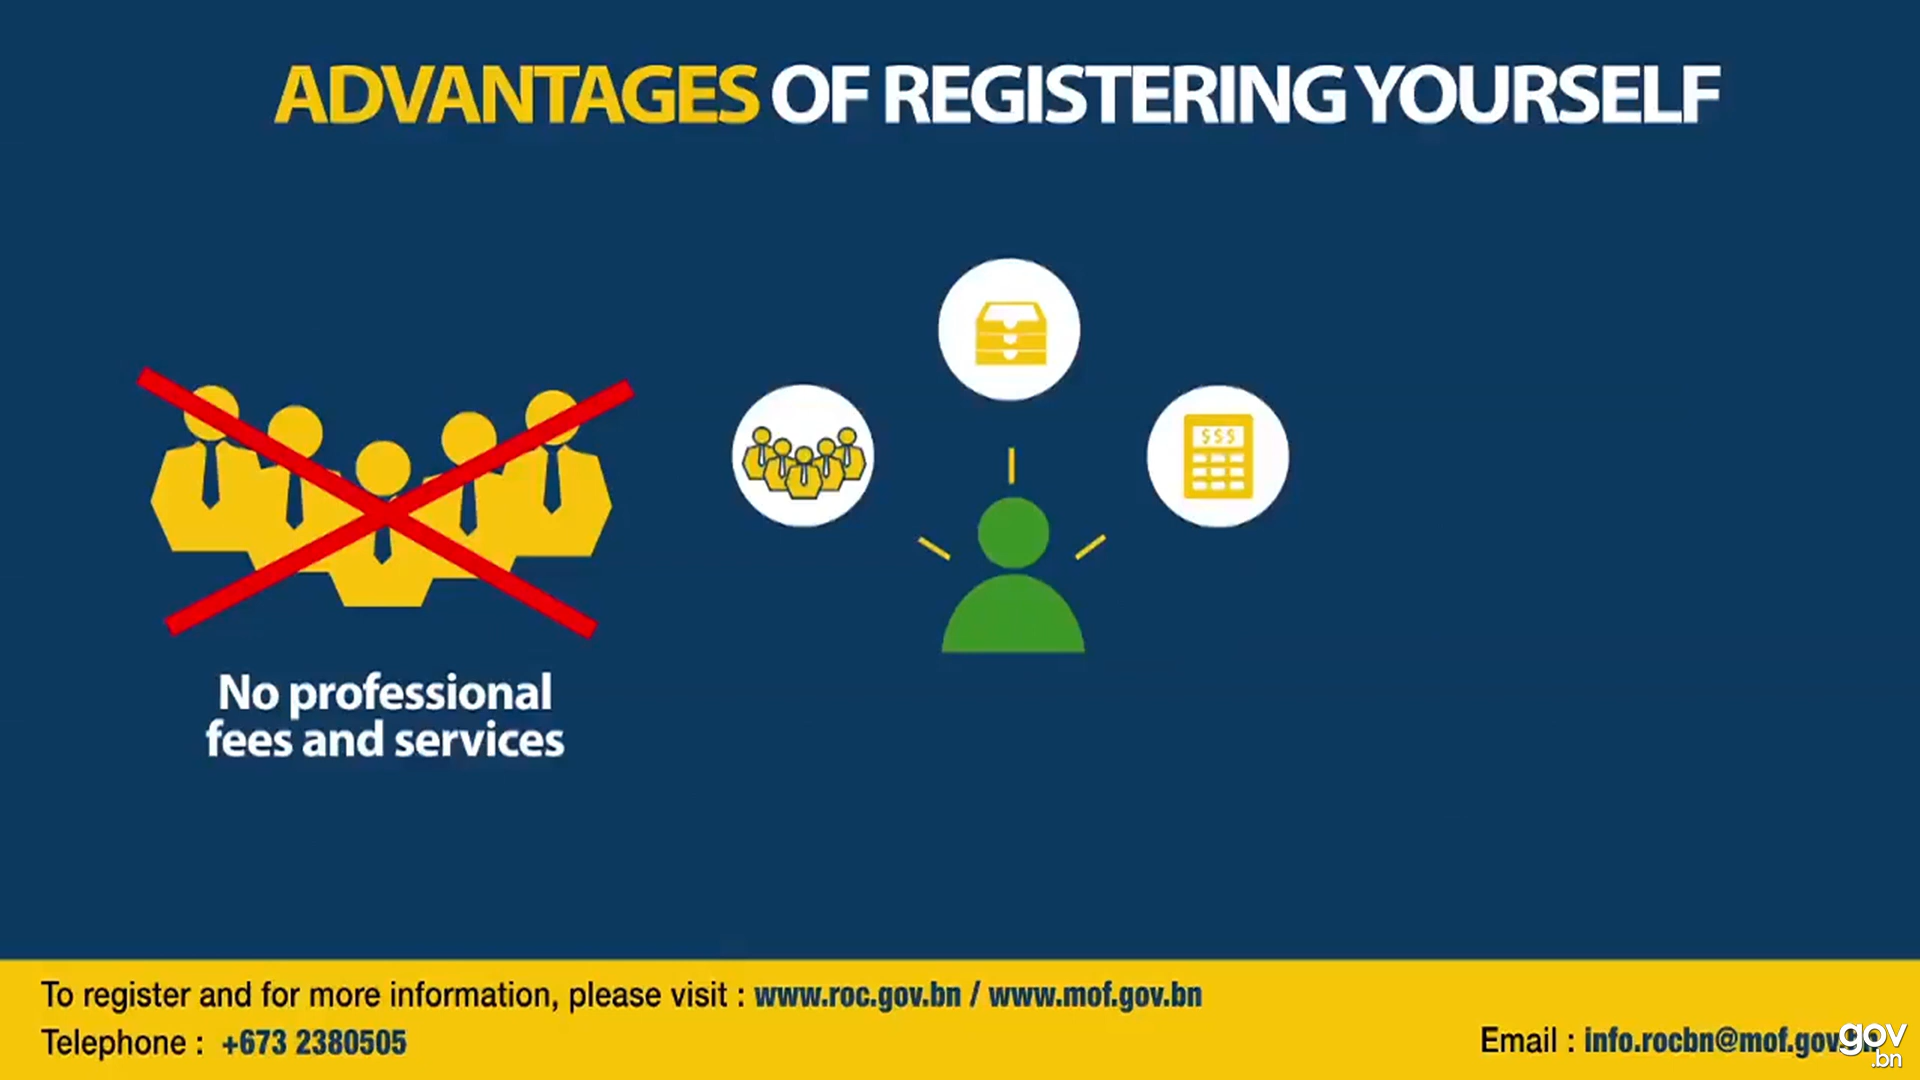 ADVANTAGES OF REGISTERING YOURSELF
$$$
No professional
fees and services
To register and for more information, please visit : www.roc.gov.bn / www.mof.gov.bn
Telephone : +673 2380505
Email : info.rocbn@mof.gov.bn
gov
.bn